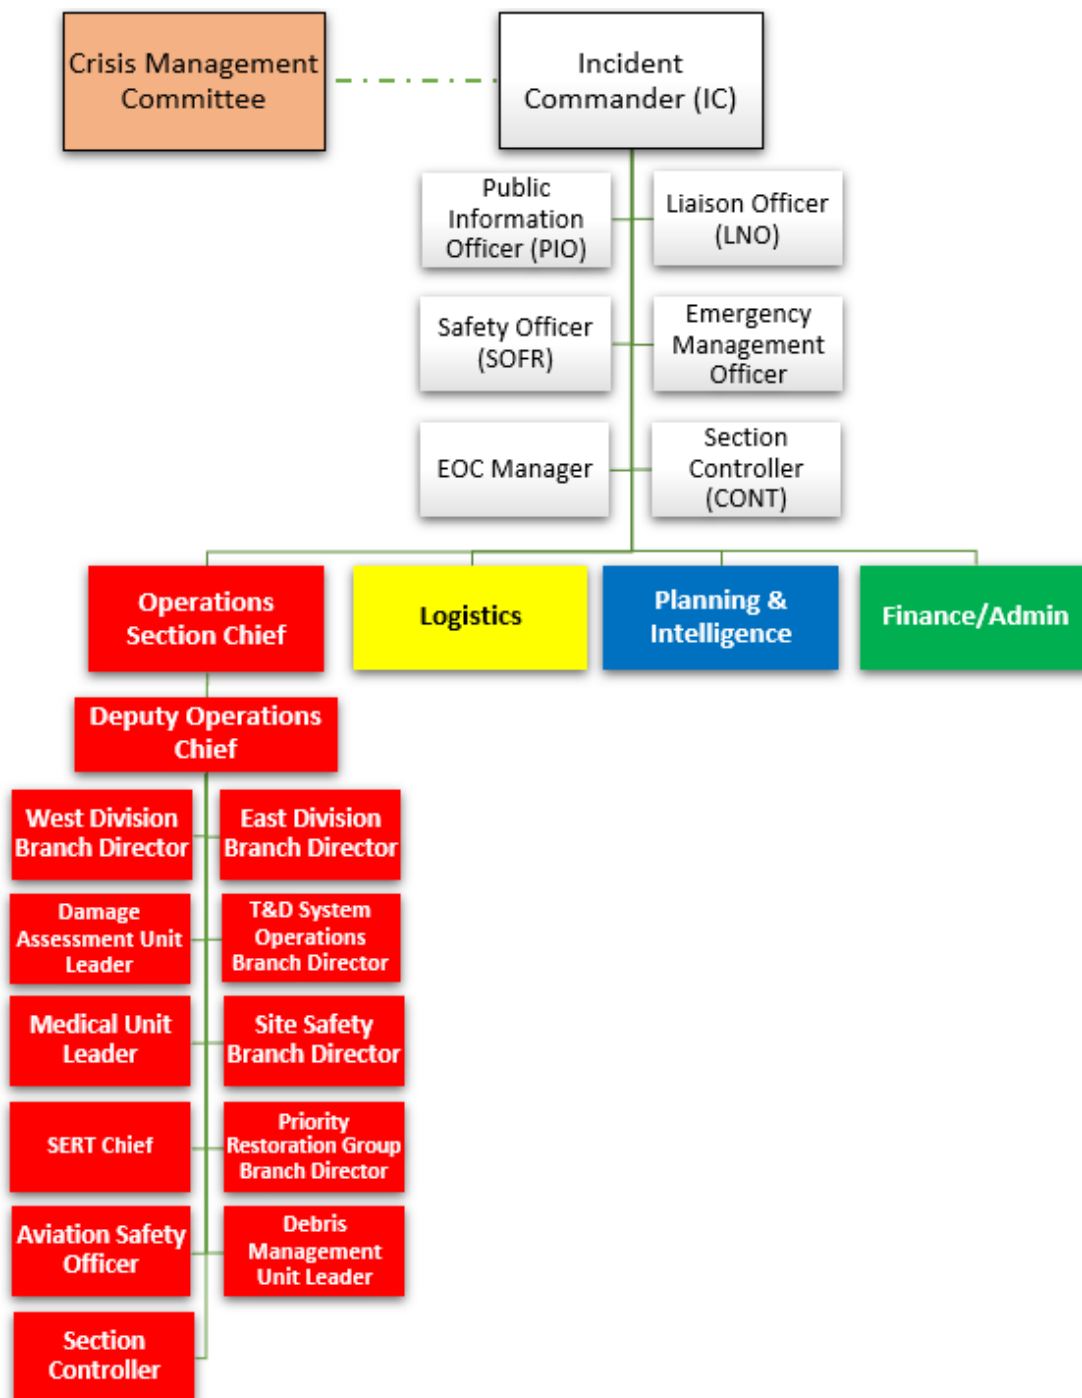 Crisis Management
Committee
Incident
Commander (IC)
Public
Information
Officer (PIO)
Liaison Officer
(LNO)
Safety Officer
(SOFR)
Emergency
Management
Officer
EOC Manager
Section
Controller
(CONT)
Operations
Section Chief
Logistics
Planning &
Intelligence
Finance/Admin
Deputy Operations
Chief
West Division
Branch Director
East Division
Branch Director
Damage
Assessment Unit
Leader
T&D System
Operations
Branch Director
Medical Unit
Leader
Site Safety
Branch Director
SERT Chief
Priority
Restoration Group
Branch Director
Aviation Safety
Officer
Debris
Management
Unit Leader
Section
Controller